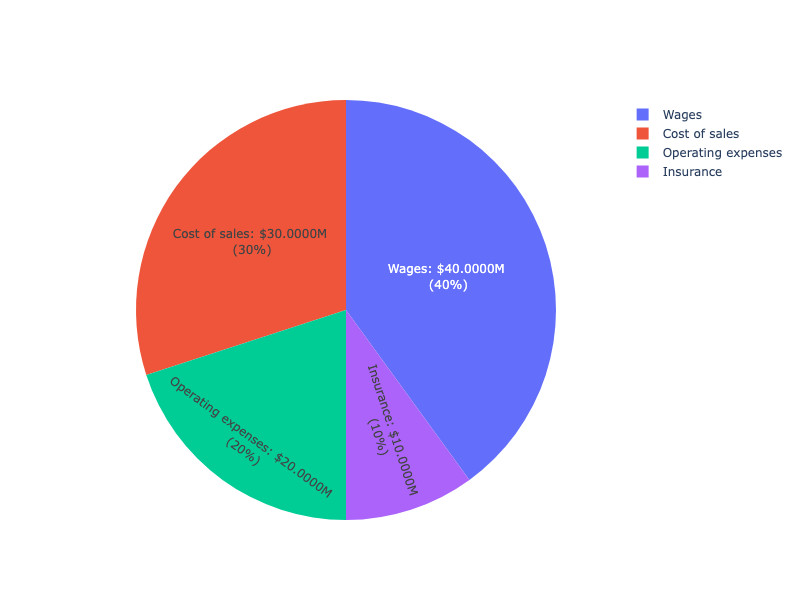 Wages
Cost of sales
Operating expenses
Insurance
Cost of sales: $30.0000M
(30%)
Wages: $40.0000M
(40%)
Operating expenses: $20.0000M
(20%)
Insurance: $10.0000M
(10%)